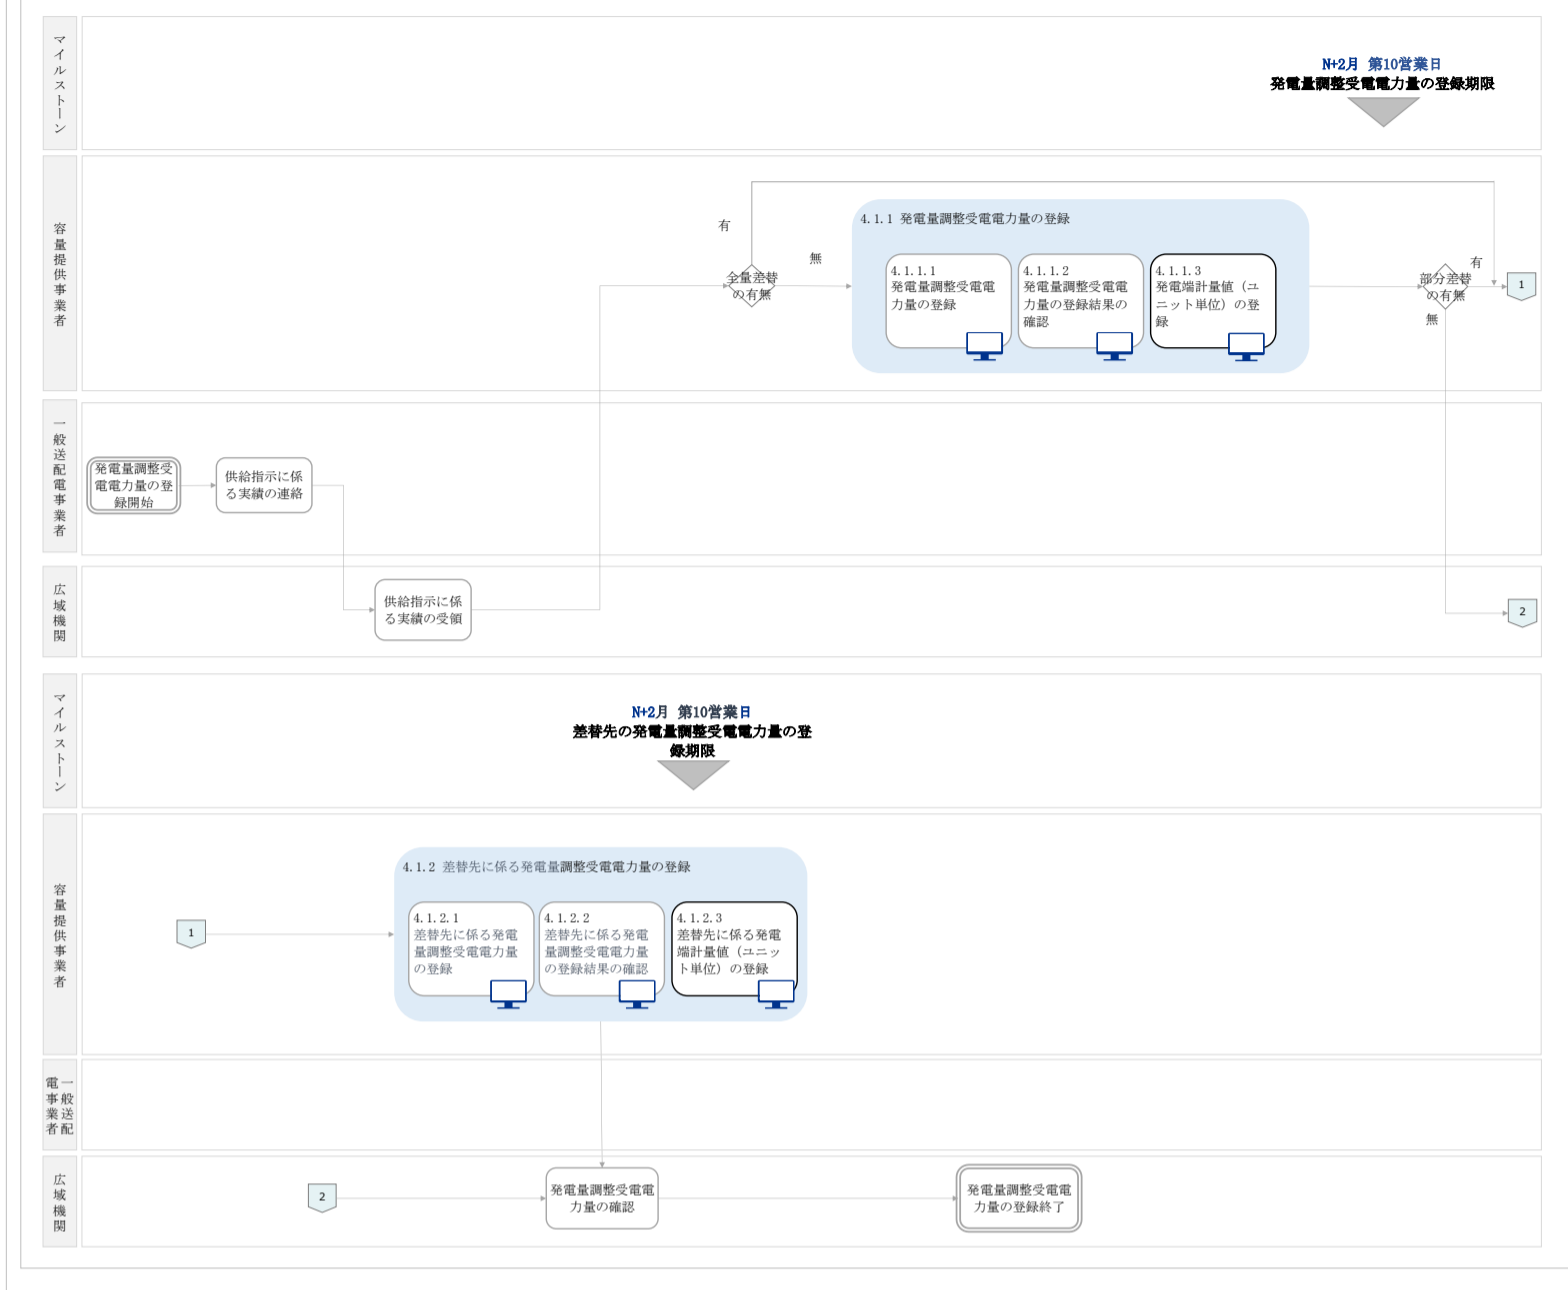 マイルストーン
N+2月 第10営業日
発電量調整受電電力量の登録期限
容量提供事業者
有
全量差替
の有無
無
4.1.1 発電量調整受電電力量の登録
4.1.1.1
発電量調整受電電
力量の登録
4.1.1.2
発電量調整受電電
力量の登録結果の
確認
4.1.1.3
発電端計量値（ユ
ニット単位）の登
録
部分差替
の有無
有
無
1
一般送配電事業者
発電量調整受
電電力量の登
録開始
供給指示に係
る実績の連絡
広域機関
供給指示に係
る実績の受領
2
マイルストーン
N+2月 第10営業日
差替先の発電量調整受電電力量の登
録期限
容量提供事業者
1
4.1.2 差替先に係る発電量調整受電電力量の登録
4.1.2.1
差替先に係る発電
量調整受電電力量
の登録
4.1.2.2
差替先に係る発電
量調整受電電力量
の登録結果の確認
4.1.2.3
差替先に係る発電
端計量値（ユニッ
ト単位）の登録
一般送配
電事業者
広域機関
2
発電量調整受電電
力量の確認
発電量調整受電電
力量の登録終了